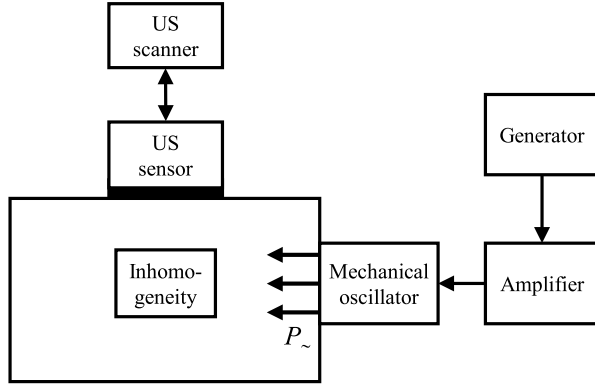 US
scanner
US
sensor
Generator
Inhomo-
geneity
Mechanical
oscillator
Amplifier
P~